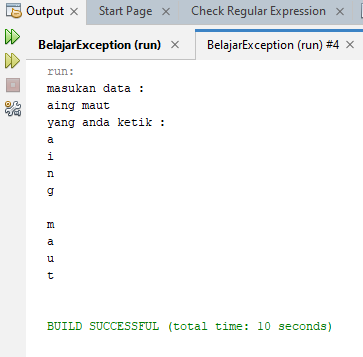 Output × Start Page × Check Regular Expression ×
BelajarException (run) × BelajarException (run) #4 ×
run:
masukan data :
aing maut
yang anda ketik :
a
i
n
g
m
a
u
t
BUILD SUCCESSFUL (total time: 10 seconds)